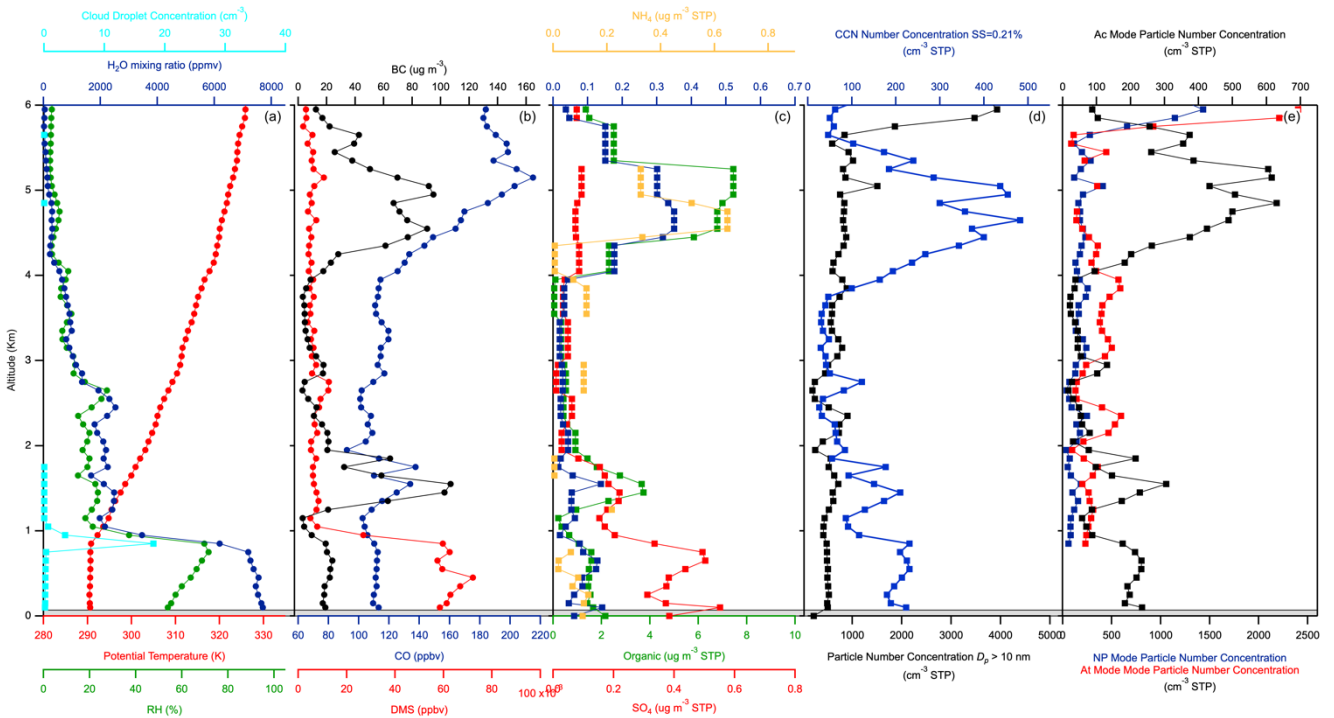 Cloud Droplet Concentration (cm⁻³)
0 10 20 30 40
H₂O mixing ratio (ppmv)
0 2000 4000 6000 8000
BC (ug m⁻³)
0 20 40 60 80 100 120 140 160
NH₄ (ug m⁻³ STP)
0.0 0.2 0.4 0.6 0.8
0 0.1 0.2 0.3 0.4 0.5 0.6 0.7
CCN Number Concentration SS=0.21%
(cm⁻³ STP)
0 100 200 300 400 500
Ac Mode Particle Number Concentration
(cm⁻³ STP)
0 100 200 300 400 500 600 700
(a)
(b)
(c)
(d)
(e)
Altitude (Km)
6
5
4
3
2
1
0
280 290 300 310 320 330
Potential Temperature (K)
0 20 40 60 80 100
RH (%)
60 80 100 120 140 160 180 200 220
CO (ppbv)
0 20 40 60 80 100 x10⁻³
DMS (ppbv)
0 2 4 6 8 10
Organic (ug m⁻³ STP)
0.0 0.2 0.4 0.6 0.8
SO₄ (ug m⁻³ STP)
1000 2000 3000 4000 5000
Particle Number Concentration Dₚ > 10 nm
(cm⁻³ STP)
0 500 1000 1500 2000 2500
NP Mode Particle Number Concentration
At Mode Mode Particle Number Concentration
(cm⁻³ STP)